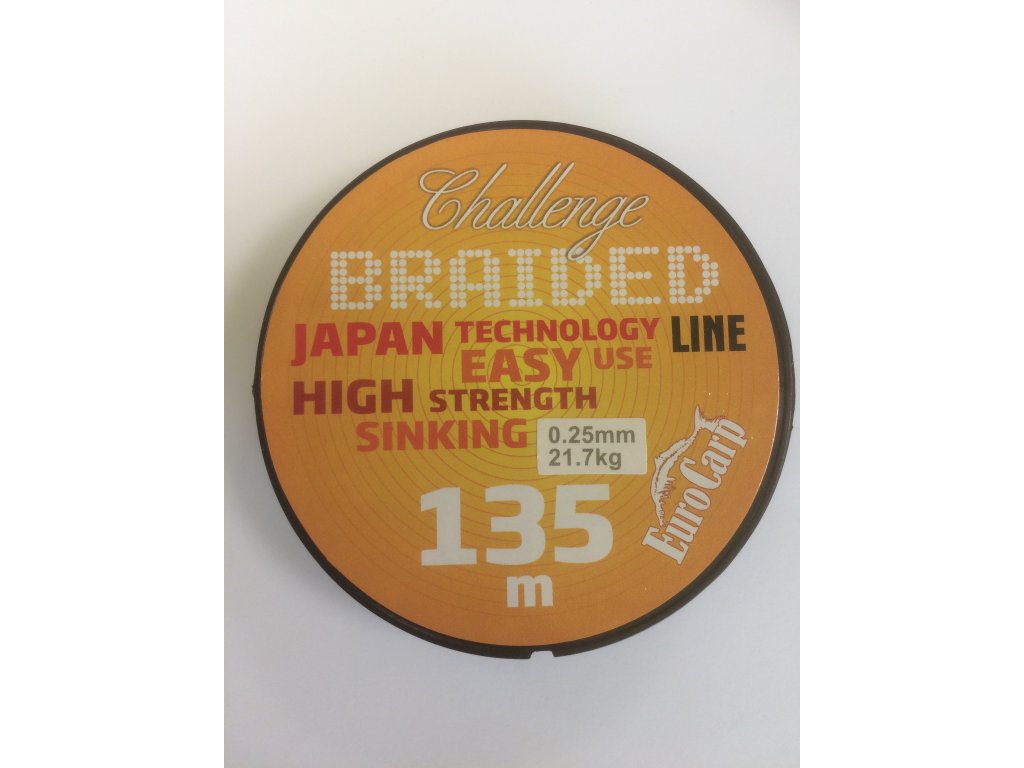 Challenge
BRAIDED
JAPAN TECHNOLOGY LINE
EASY USE
HIGH STRENGTH
SINKING
0.25mm
21.7kg
135
m
EuroCarp